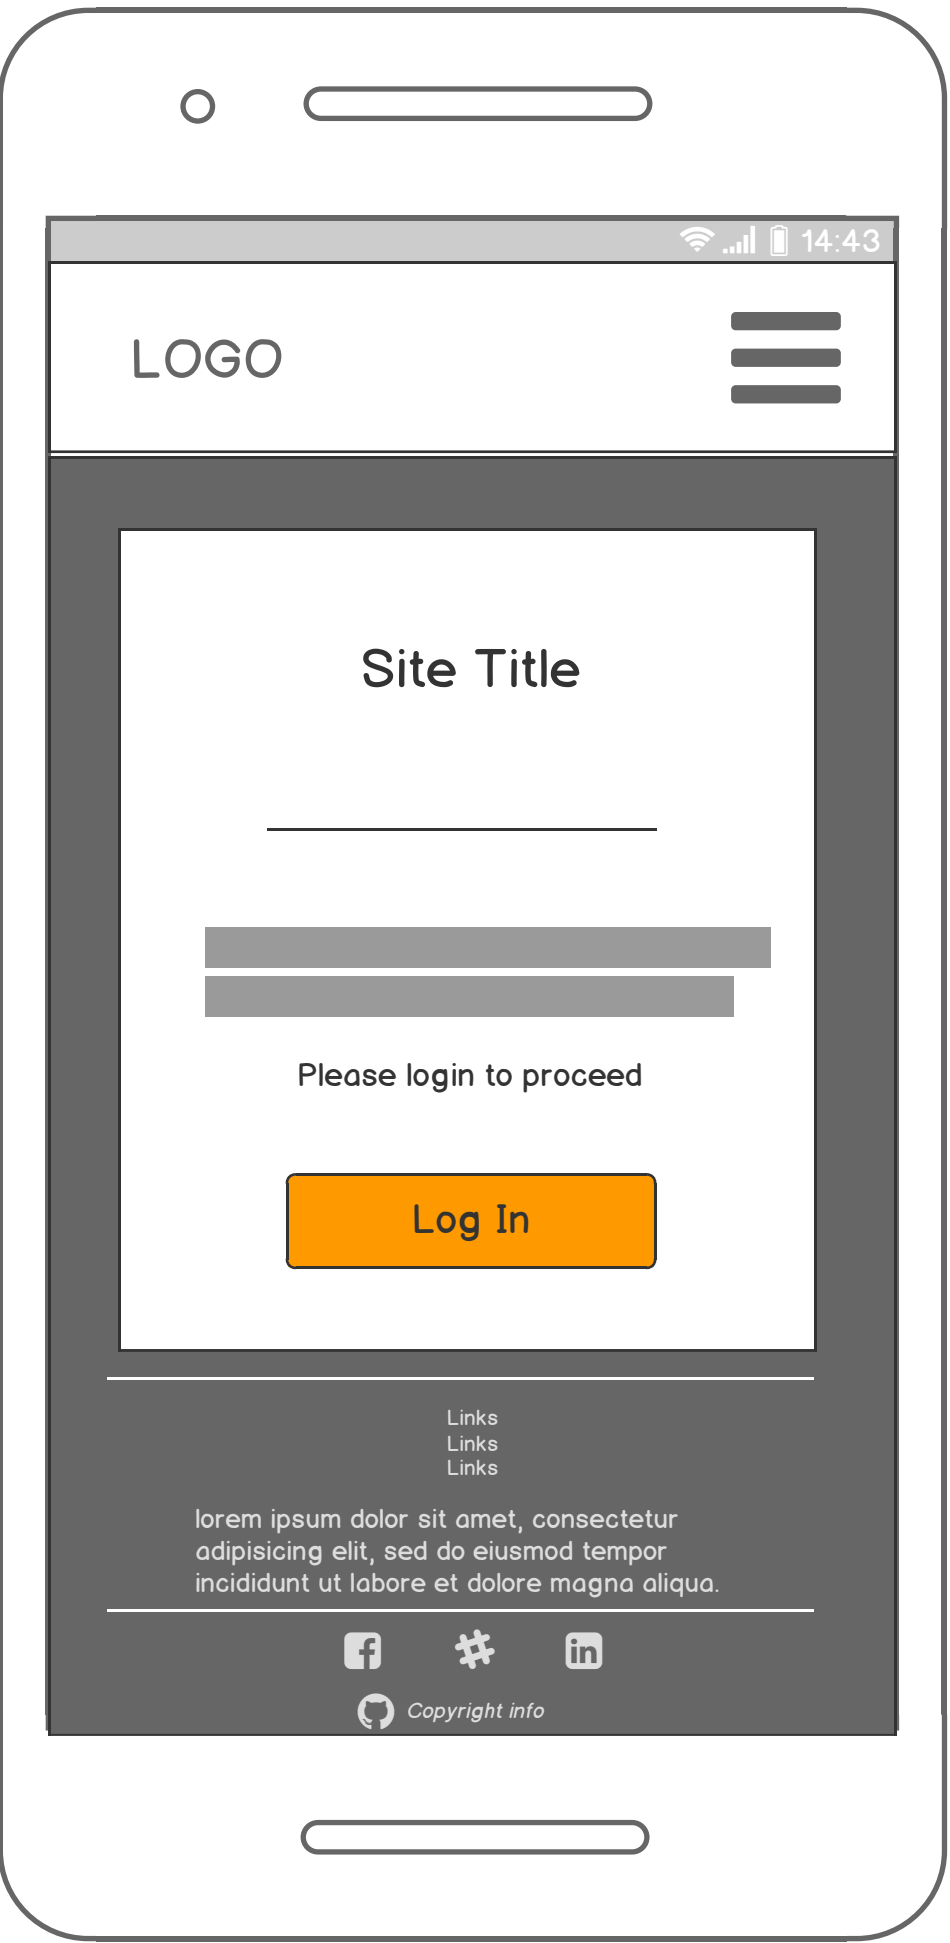 14:43
LOGO
Site Title
Please login to proceed
Log In
Links
Links
Links
lorem ipsum dolor sit amet, consectetur
adipisicing elit, sed do eiusmod tempor
incididunt ut labore et dolore magna aliqua.
Copyright info